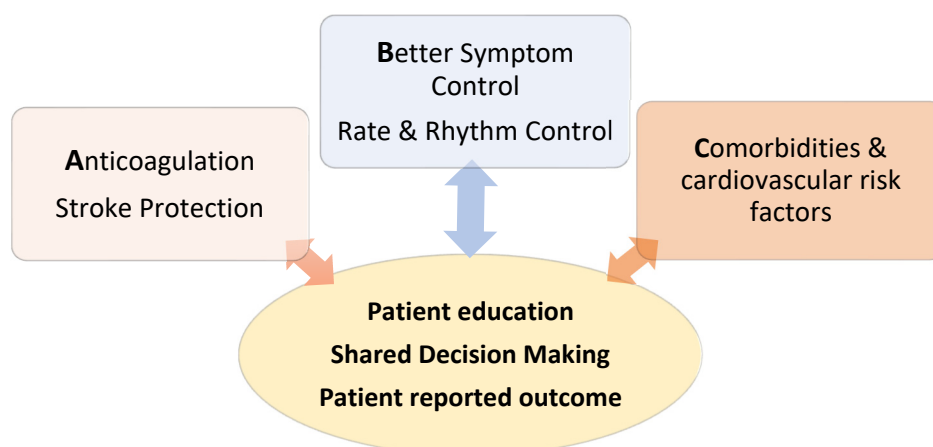 Better Symptom
Control
Rate & Rhythm Control
Anticoagulation
Stroke Protection
Comorbidities &
cardiovascular risk
factors
Patient education
Shared Decision Making
Patient reported outcome